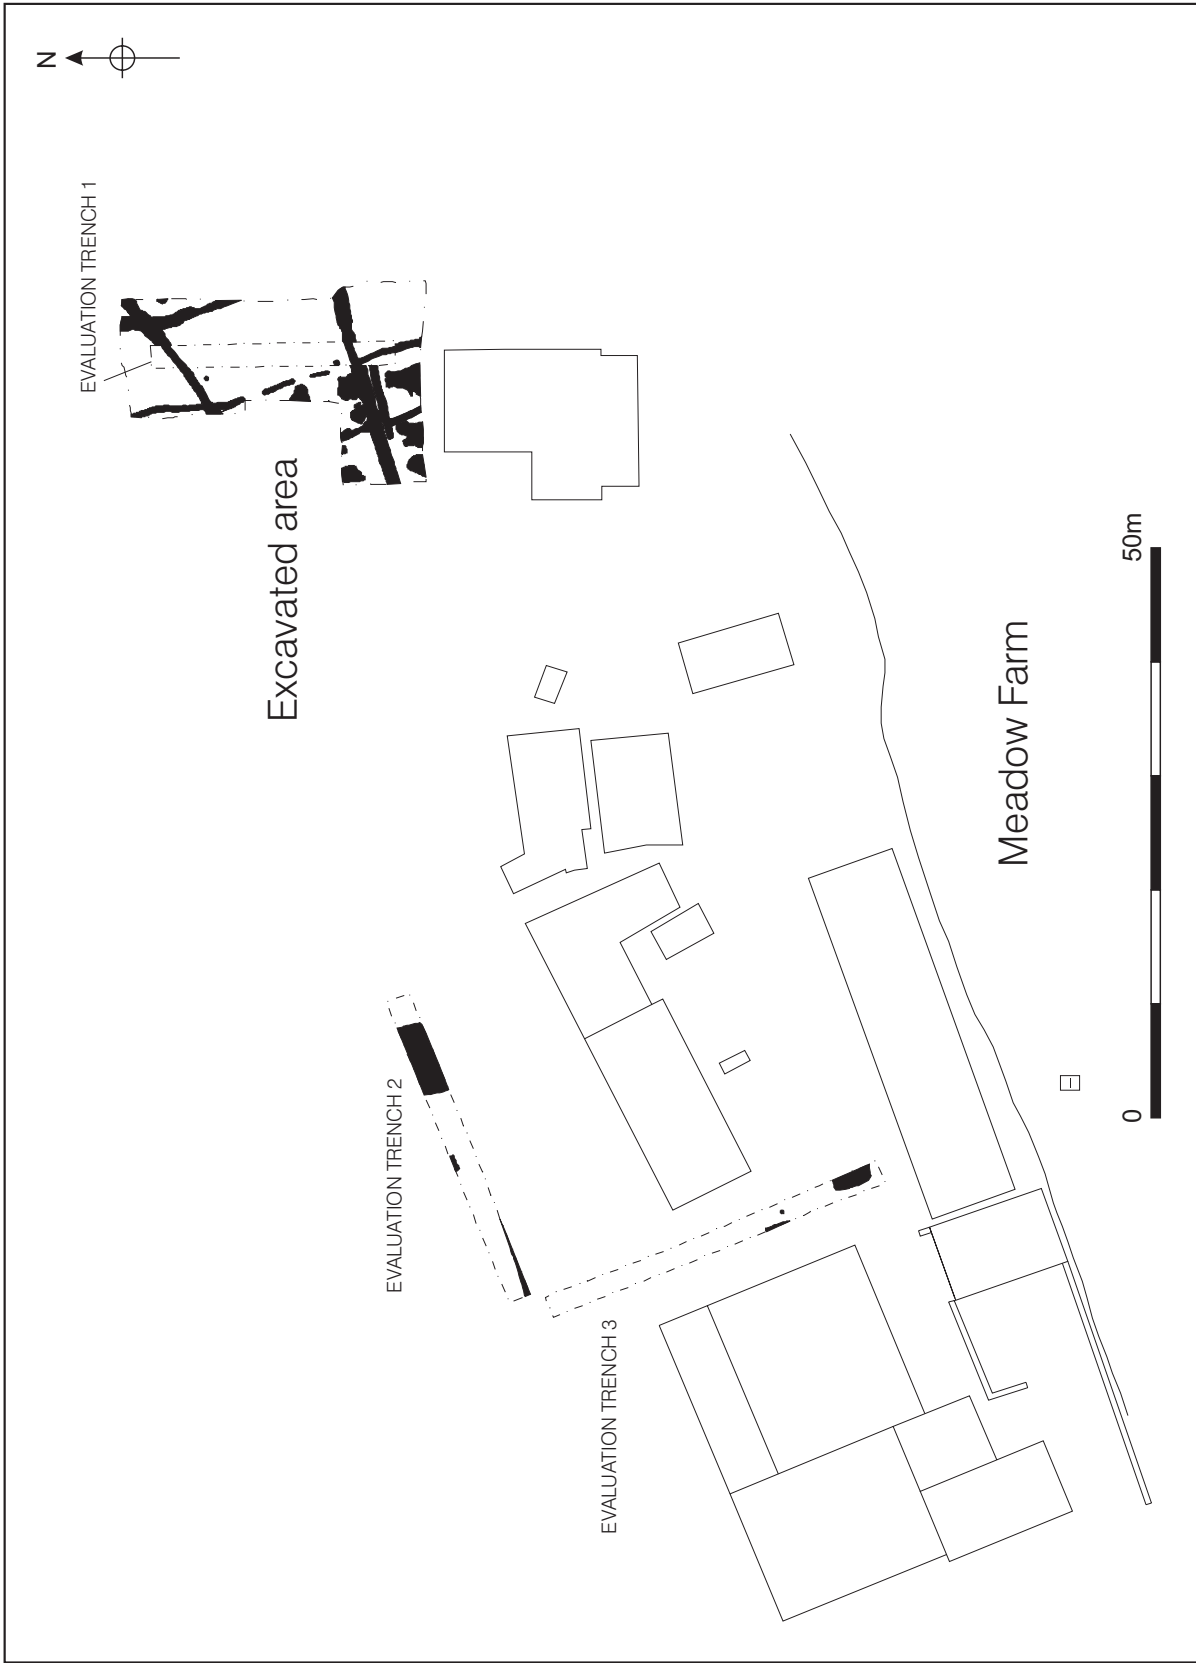 N
EVALUATION TRENCH 1
Excavated area
EVALUATION TRENCH 2
EVALUATION TRENCH 3
Meadow Farm
0
50m